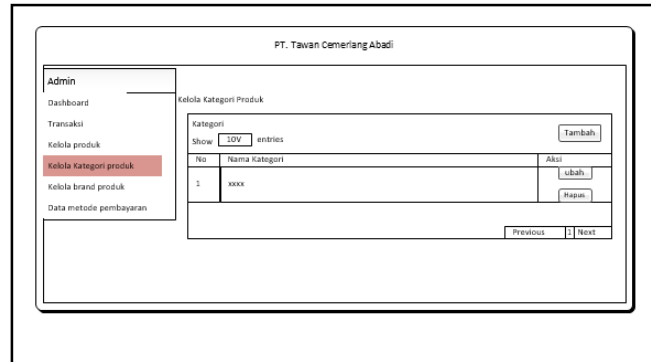 PT. Tawan Cemerlang Abadi
Admin
Dashboard
Transaksi
Kelola produk
Kelola Kategori produk
Kelola brand produk
Data metode pembayaran
Kelola Kategori Produk
Kategori
Show 10V entries
Tambah
No Nama Kategori Aksi
1 xxxx
ubah
Hapus
Previous 1 Next